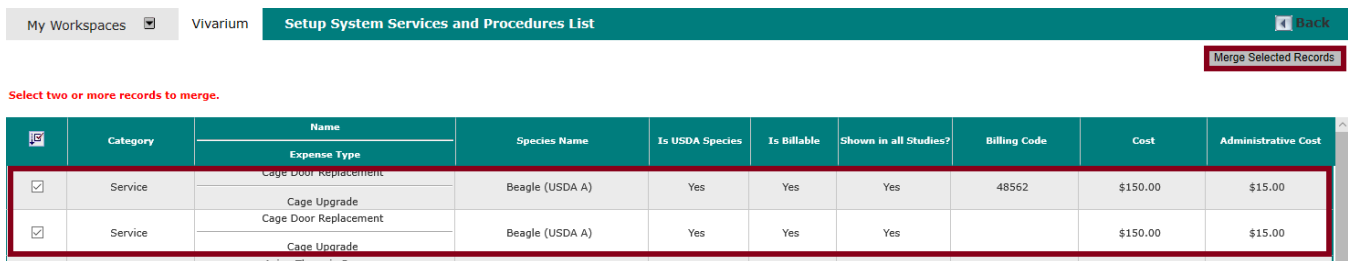 My Workspaces Vivarium Setup System Services and Procedures List Back
Merge Selected Records
Select two or more records to merge.
Category Name Species Name Is USDA Species Is Billable Shown in all Studies? Billing Code Cost Administrative Cost
Expense Type
Cage Door Replacement
Service Beagle (USDA A) Yes Yes Yes 48562 $150.00 $15.00
Cage Upgrade
Cage Door Replacement
Service Beagle (USDA A) Yes Yes Yes $150.00 $15.00
Cage Upgrade